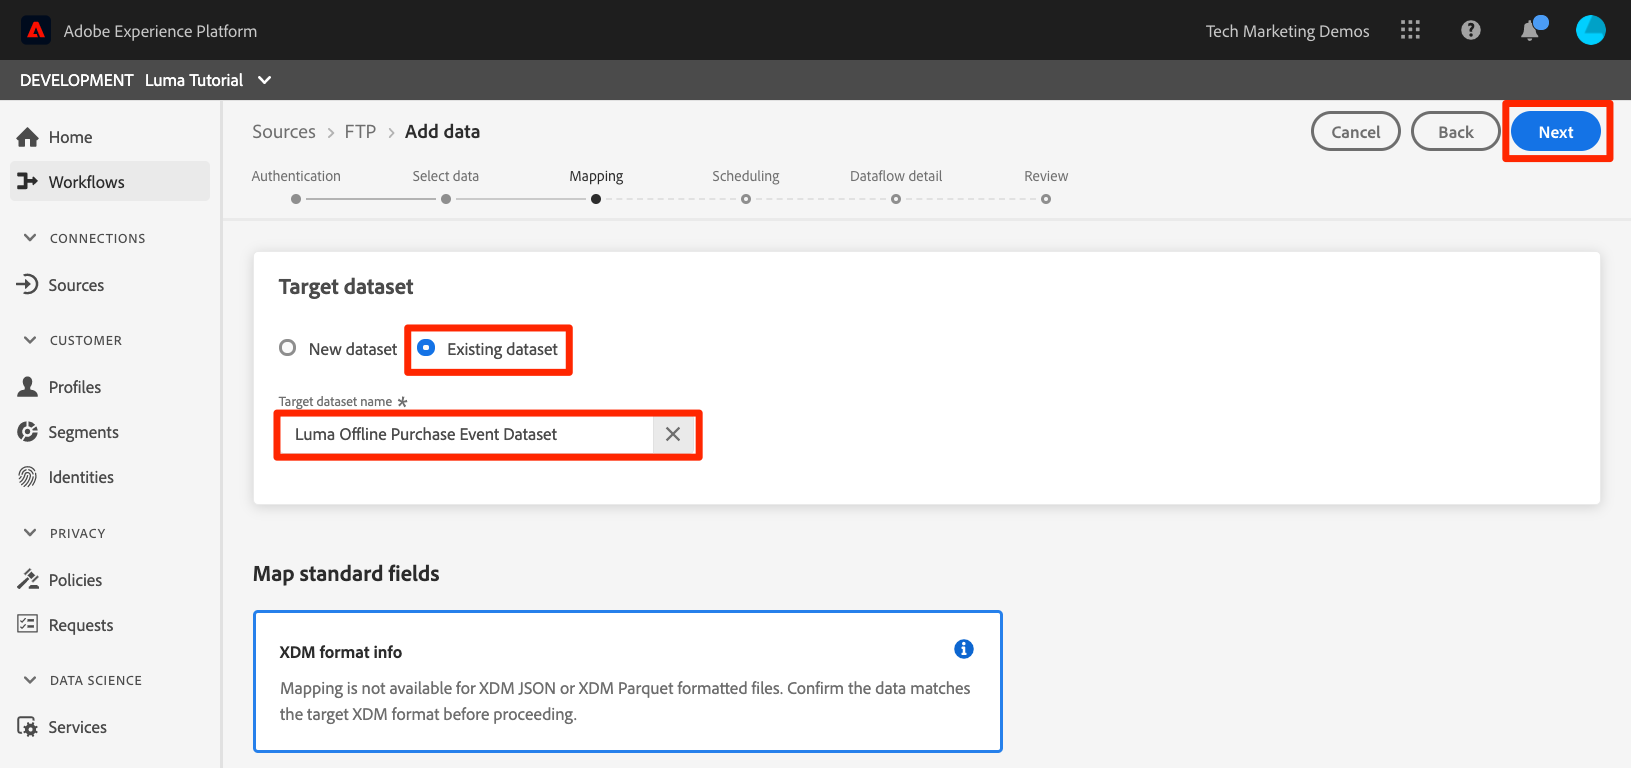 Adobe Experience Platform
Tech Marketing Demos
DEVELOPMENT Luma Tutorial
Home
Workflows
CONNECTIONS
Sources
CUSTOMER
Profiles
Segments
Identities
PRIVACY
Policies
Requests
DATA SCIENCE
Services
Sources > FTP > Add data
Cancel
Back
Next
Authentication
Select data
Mapping
Scheduling
Dataflow detail
Review
Target dataset
New dataset
Existing dataset
Target dataset name *
Luma Offline Purchase Event Dataset
Map standard fields
XDM format info
Mapping is not available for XDM JSON or XDM Parquet formatted files. Confirm the data matches
the target XDM format before proceeding.